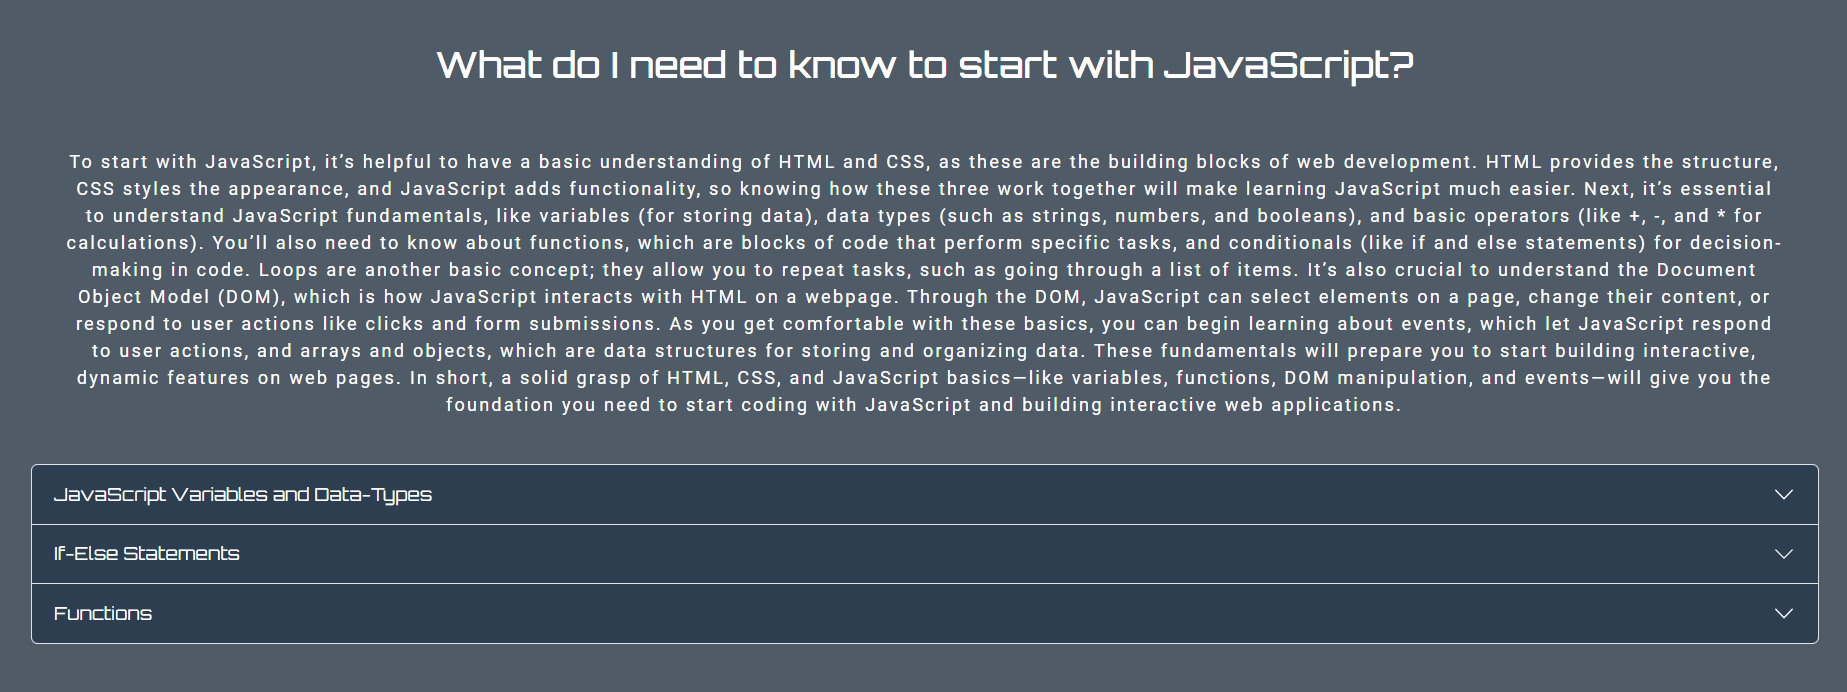 What do I need to know to start with JavaScript?
To start with JavaScript, it’s helpful to have a basic understanding of HTML and CSS, as these are the building blocks of web development. HTML provides the structure,
CSS styles the appearance, and JavaScript adds functionality, so knowing how these three work together will make learning JavaScript much easier. Next, it’s essential
to understand JavaScript fundamentals, like variables (for storing data), data types (such as strings, numbers, and booleans), and basic operators (like +, -, and * for
calculations). You’ll also need to know about functions, which are blocks of code that perform specific tasks, and conditionals (like if and else statements) for decision-
making in code. Loops are another basic concept; they allow you to repeat tasks, such as going through a list of items. It’s also crucial to understand the Document
Object Model (DOM), which is how JavaScript interacts with HTML on a webpage. Through the DOM, JavaScript can select elements on a page, change their content, or
respond to user actions like clicks and form submissions. As you get comfortable with these basics, you can begin learning about events, which let JavaScript respond
to user actions, and arrays and objects, which are data structures for storing and organizing data. These fundamentals will prepare you to start building interactive,
dynamic features on web pages. In short, a solid grasp of HTML, CSS, and JavaScript basics—like variables, functions, DOM manipulation, and events—will give you the
foundation you need to start coding with JavaScript and building interactive web applications.
JavaScript Variables and Data-Types
If-Else Statements
Functions